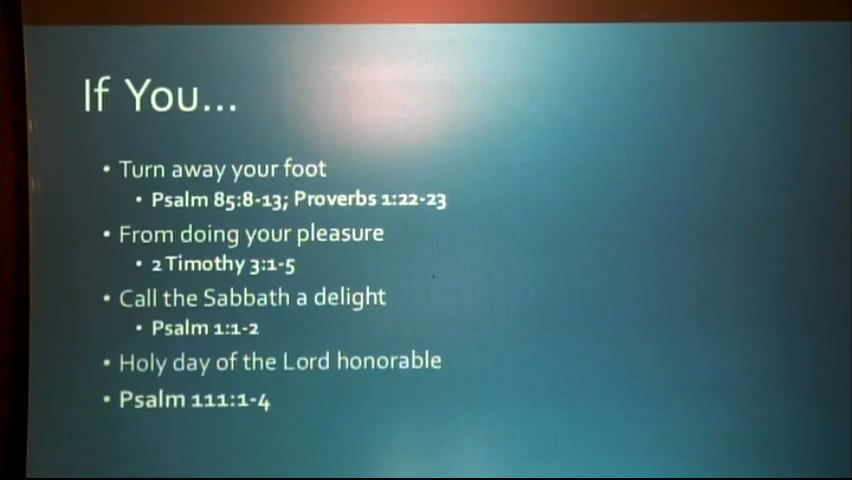 If You...
• Turn away your foot
• Psalm 85:8-13; Proverbs 1:22-23
• From doing your pleasure
• 2 Timothy 3:1-5
• Call the Sabbath a delight
• Psalm 1:1-2
• Holy day of the Lord honorable
• Psalm 111:1-4